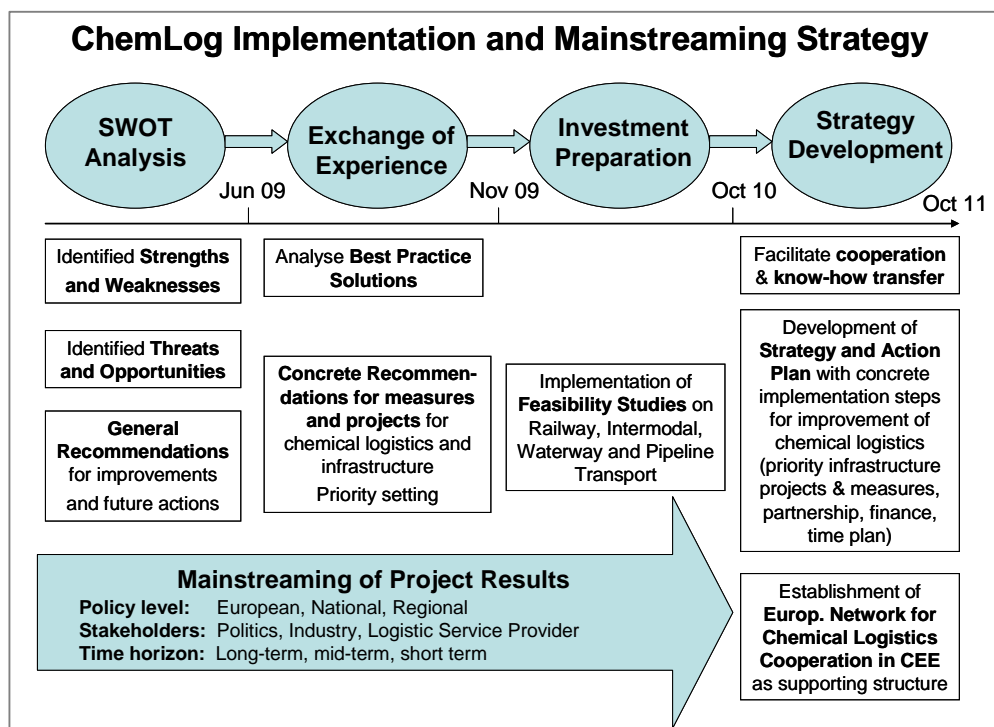 ChemLog Implementation and Mainstreaming Strategy
SWOT
Analysis
Exchange of
Experience
Investment
Preparation
Strategy
Development
Jun 09
Nov 09
Oct 10
Oct 11
Identified Strengths
and Weaknesses
Identified Threats
and Opportunities
General
Recommendations
for improvements
and future actions
Analyse Best Practice
Solutions
Concrete Recommen-
dations for measures
and projects for
chemical logistics and
infrastructure
Priority setting
Implementation of
Feasibility Studies on
Railway, Intermodal,
Waterway and Pipeline
Transport
Facilitate cooperation
& know-how transfer
Development of
Strategy and Action
Plan with concrete
implementation steps
for improvement of
chemical logistics
(priority infrastructure
projects & measures,
partnership, finance,
time plan)
Establishment of
Europ. Network for
Chemical Logistics
Cooperation in CEE
as supporting structure
Mainstreaming of Project Results
Policy level: European, National, Regional
Stakeholders: Politics, Industry, Logistic Service Provider
Time horizon: Long-term, mid-term, short term